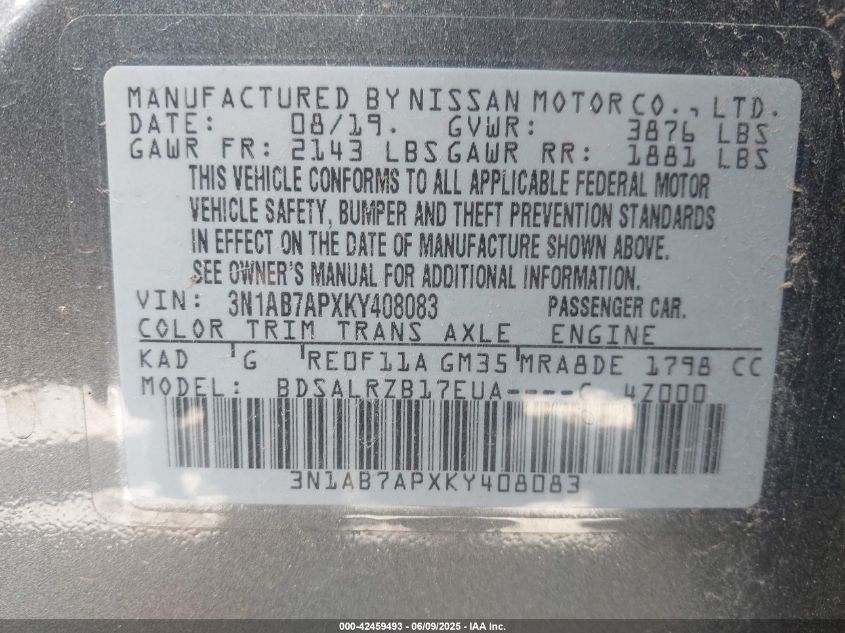 MANUFACTURED BY NISSAN MOTOR CO., LTD.
DATE: 08/19. GVWR: 3876 LBS
GAWR FR: 2143 LBS GAWR RR: 1881 LBS
THIS VEHICLE CONFORMS TO ALL APPLICABLE FEDERAL MOTOR
VEHICLE SAFETY, BUMPER AND THEFT PREVENTION STANDARDS
IN EFFECT ON THE DATE OF MANUFACTURE SHOWN ABOVE.
SEE OWNER'S MANUAL FOR ADDITIONAL INFORMATION.
VIN: 3N1AB7APXKY408083 PASSENGER CAR.
COLOR TRIM TRANS AXLE ENGINE
KAD G RE0F11A GM35 MRA8DE 1798 CC
MODEL: BDSALRZB17EUA----C 4Z000
3N1AB7APXKY408083
000-42459493 - 06/09/2025 - IAA Inc.